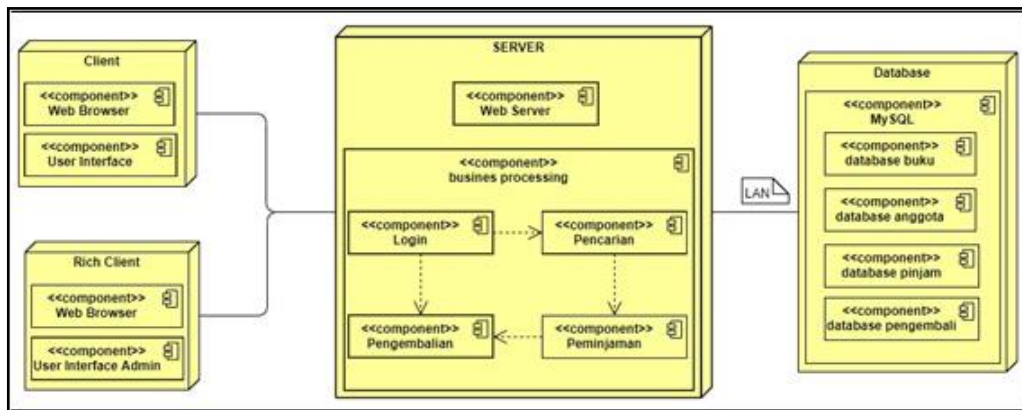 Client
<<component>>
Web Browser
<<component>>
User Interface
Rich Client
<<component>>
Web Browser
<<component>>
User Interface Admin
SERVER
<<component>>
Web Server
<<component>>
busines processing
<<component>>
Login
<<component>>
Pencarian
<<component>>
Pengembalian
<<component>>
Peminjaman
LAN
Database
<<component>>
MySQL
<<component>>
database buku
<<component>>
database anggota
<<component>>
database pinjam
<<component>>
database pengembali